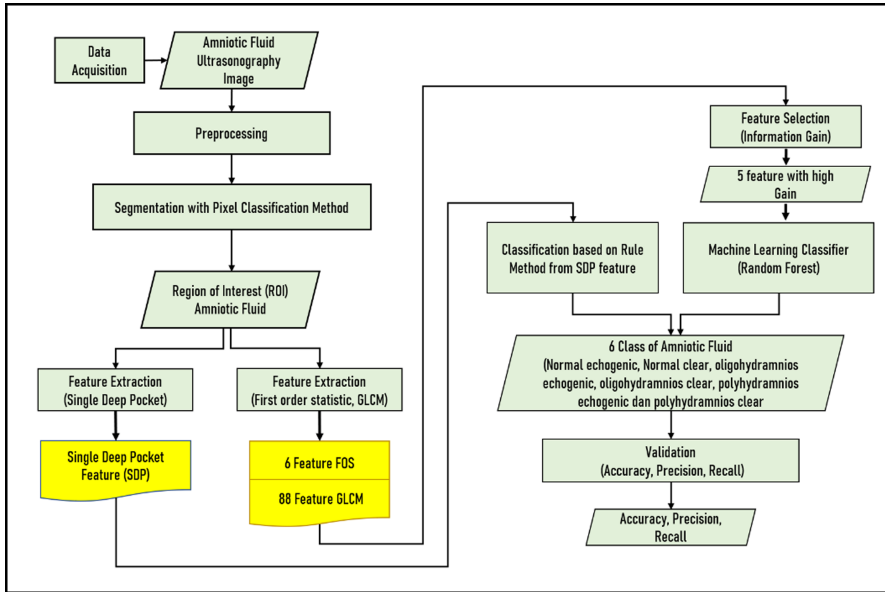 Data
Acquisition
Amniotic Fluid
Ultrasonography
Image
Preprocessing
Segmentation with Pixel Classification Method
Region of Interest (ROI)
Amniotic Fluid
Feature Extraction
(Single Deep Pocket)
Feature Extraction
(First order statistic, GLCM)
Single Deep Pocket
Feature (SDP)
6 Feature FOS
88 Feature GLCM
Feature Selection
(Information Gain)
5 feature with high
Gain
Classification based on Rule
Method from SDP feature
Machine Learning Classifier
(Random Forest)
6 Class of Amniotic Fluid
(Normal echogenic, Normal clear, oligohydramnios
echogenic, oligohydramnios clear, polyhydramnios
echogenic dan polyhydramnios clear
Validation
(Accuracy, Precision, Recall)
Accuracy, Precision,
Recall